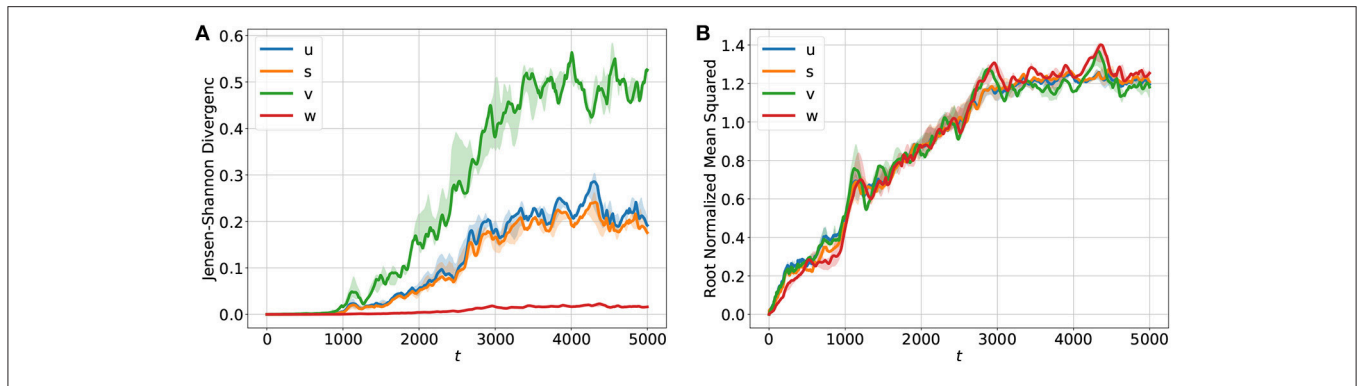 A
Jensen-Shannon Divergenc
0.6
0.5
0.4
0.3
0.2
0.1
0.0
u
s
v
w
0 1000 2000 3000 4000 5000
t
B
Root Normalized Mean Squared
1.4
1.2
1.0
0.8
0.6
0.4
0.2
0.0
u
s
v
w
0 1000 2000 3000 4000 5000
t